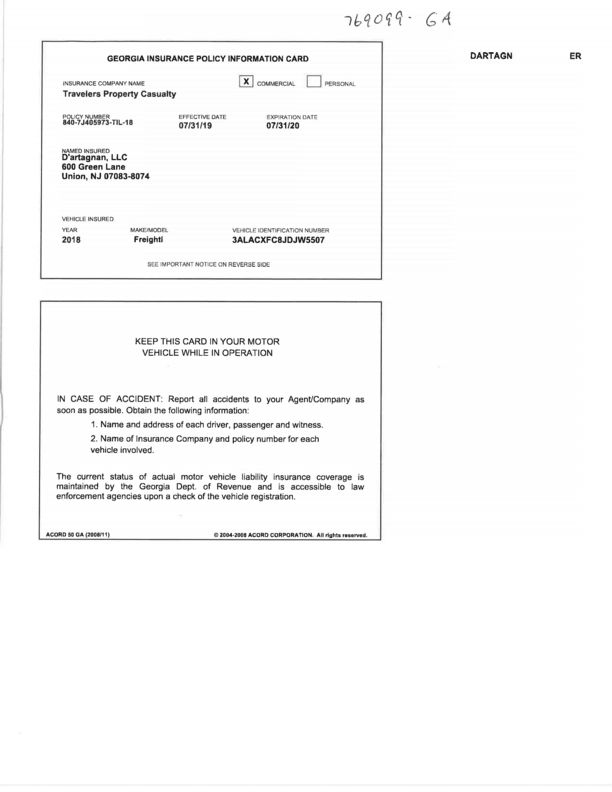 769099- GA
DARTAGN ER
GEORGIA INSURANCE POLICY INFORMATION CARD
INSURANCE COMPANY NAME X COMMERCIAL PERSONAL
Travelers Property Casualty
POLICY NUMBER EFFECTIVE DATE EXPIRATION DATE
840-7J405973-TIL-18 07/31/19 07/31/20
NAMED INSURED
D'artagnan, LLC
600 Green Lane
Union, NJ 07083-8074
VEHICLE INSURED
YEAR MAKE/MODEL VEHICLE IDENTIFICATION NUMBER
2018 Freighti 3ALACXFC8JDJW5507
SEE IMPORTANT NOTICE ON REVERSE SIDE
KEEP THIS CARD IN YOUR MOTOR
VEHICLE WHILE IN OPERATION
IN CASE OF ACCIDENT: Report all accidents to your Agent/Company as
soon as possible. Obtain the following information:
1. Name and address of each driver, passenger and witness.
2. Name of Insurance Company and policy number for each
vehicle involved.
The current status of actual motor vehicle liability insurance coverage is
maintained by the Georgia Dept. of Revenue and is accessible to law
enforcement agencies upon a check of the vehicle registration.
ACORD 50 GA (2008/11) © 2004-2008 ACORD CORPORATION. All rights reserved.